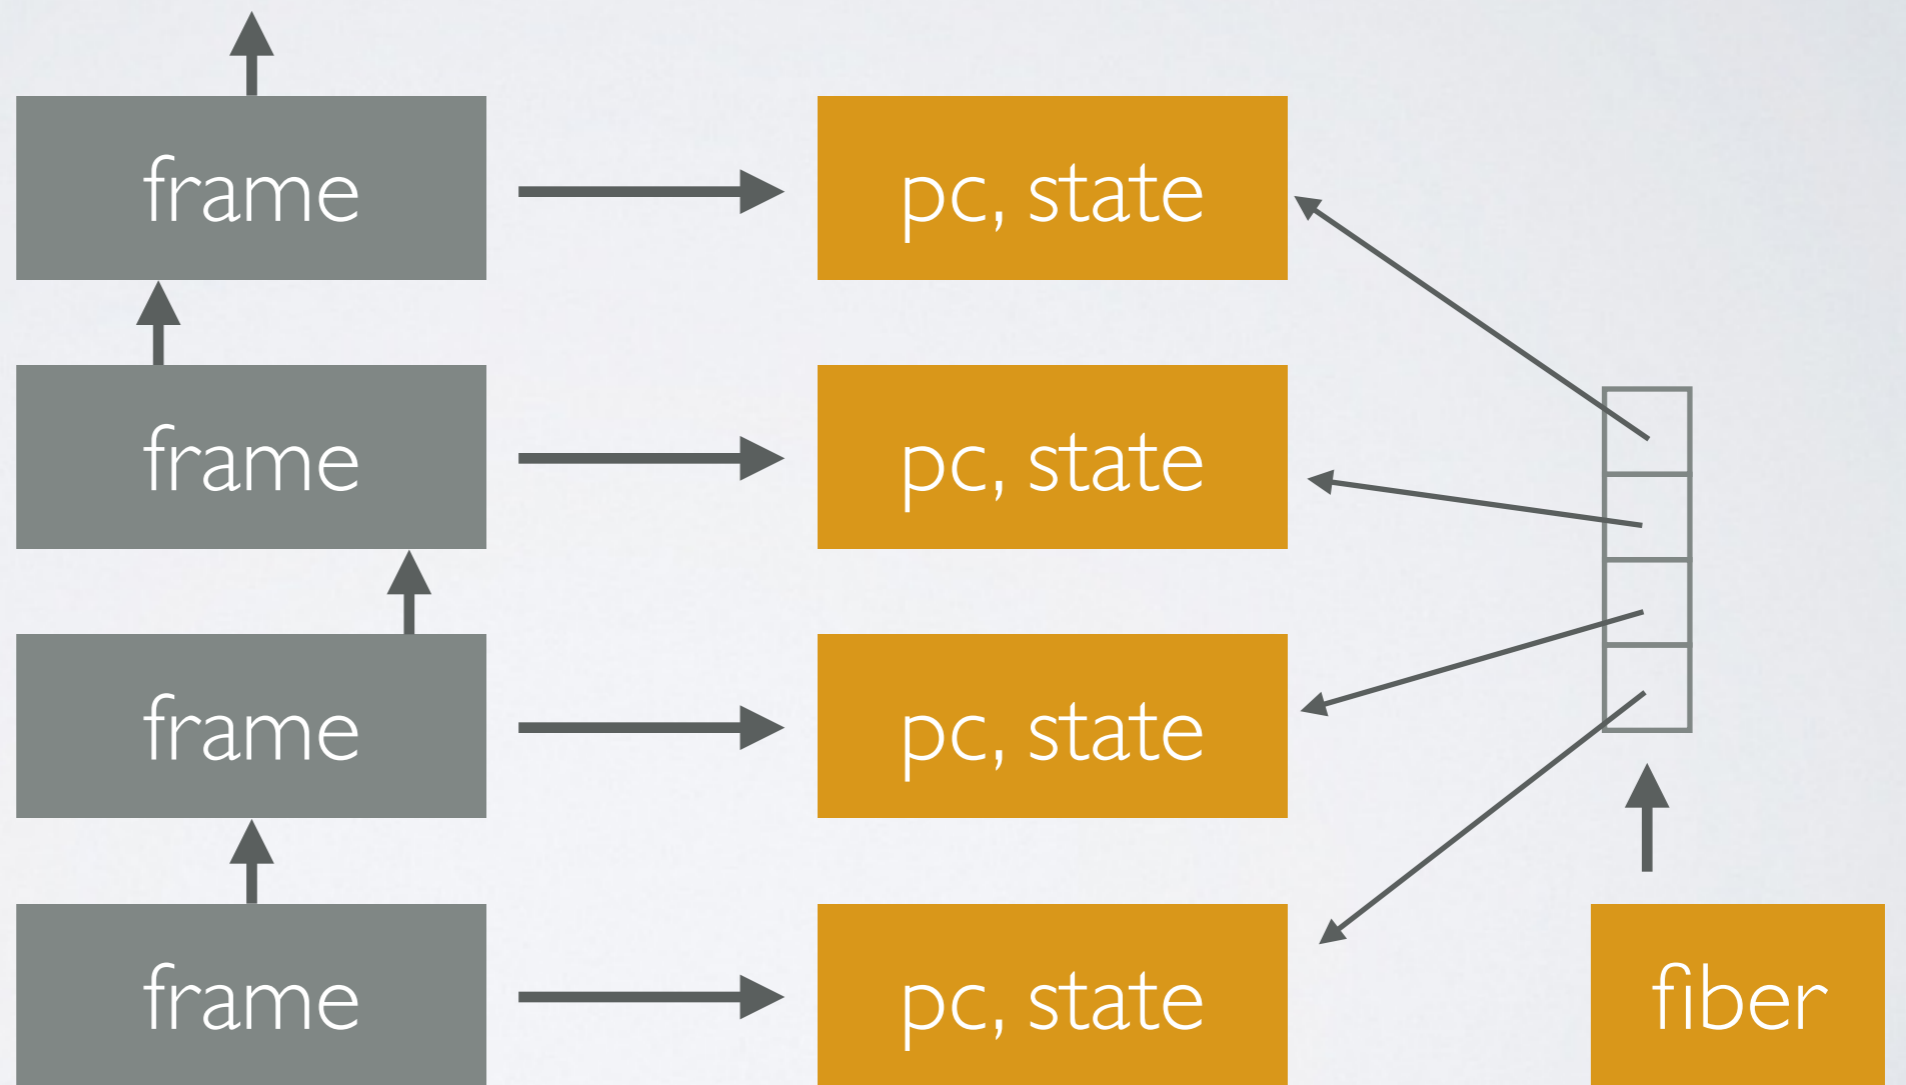 frame
pc, state
frame
pc, state
frame
pc, state
frame
pc, state
fiber